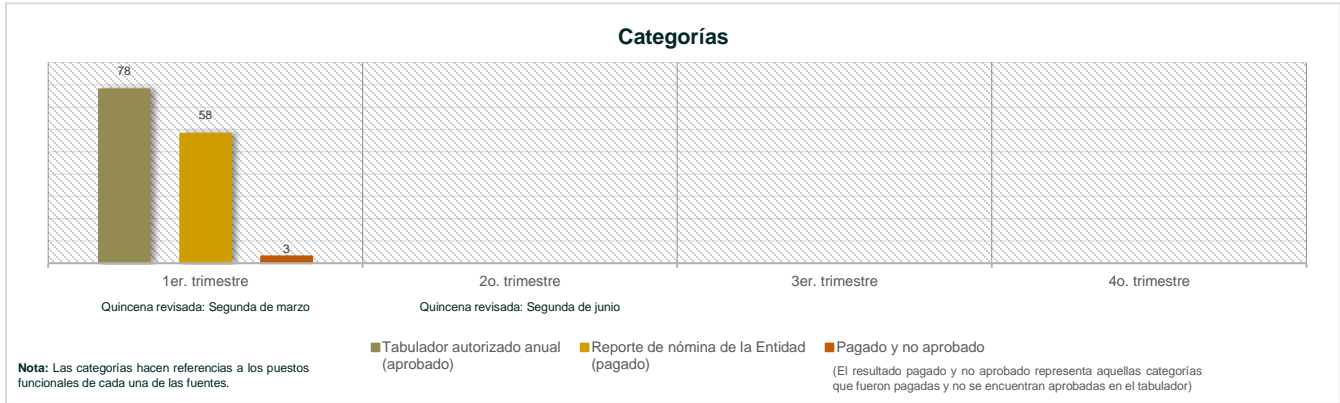 Categorías
78
58
3
1er. trimestre
2o. trimestre
3er. trimestre
4o. trimestre
Quincena revisada: Segunda de marzo
Quincena revisada: Segunda de junio
Tabulador autorizado anual
(aprobado)
Reporte de nómina de la Entidad
(pagado)
Pagado y no aprobado
(El resultado pagado y no aprobado representa aquellas categorías
que fueron pagadas y no se encuentran aprobadas en el tabulador)
Nota: Las categorías hacen referencias a los puestos
funcionales de cada una de las fuentes.